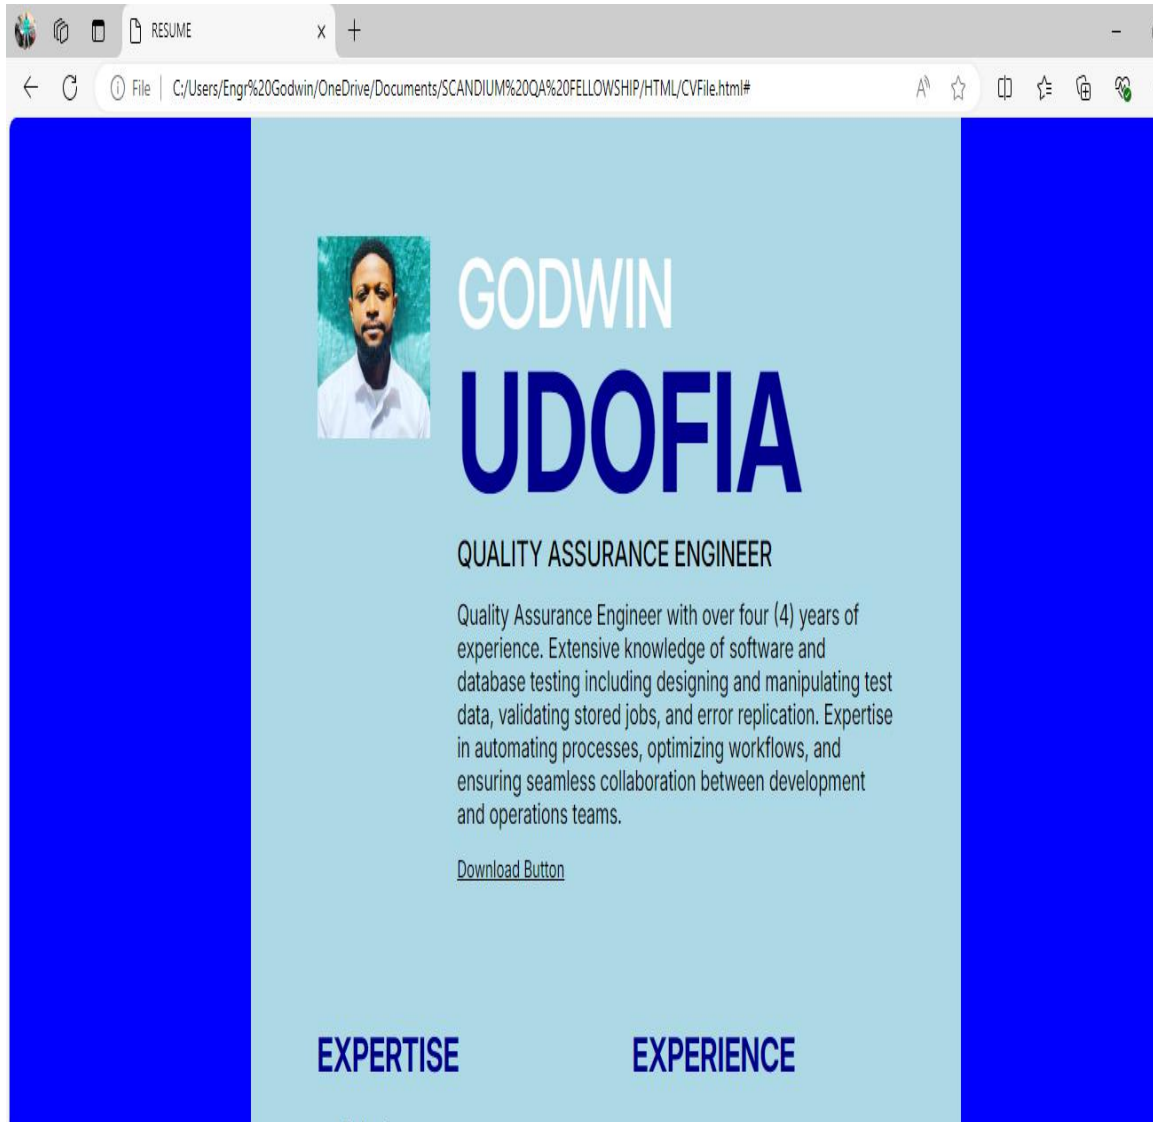 RESUME
File
C:/Users/Engr%20Godwin/OneDrive/Documents/SCANDIUM%20QA%20FELLOWSHIP/HTML/CVFile.html#
GODWIN
UDOFIA
QUALITY ASSURANCE ENGINEER
Quality Assurance Engineer with over four (4) years of
experience. Extensive knowledge of software and
database testing including designing and manipulating test
data, validating stored jobs, and error replication. Expertise
in automating processes, optimizing workflows, and
ensuring seamless collaboration between development
and operations teams.
Download Button
EXPERTISE
EXPERIENCE